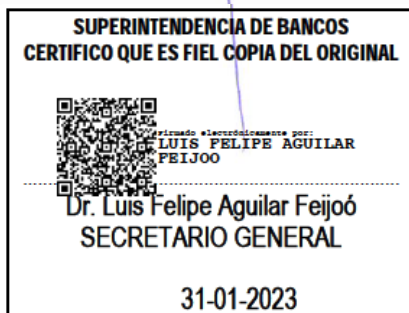 SUPERINTENDENCIA DE BANCOS
CERTIFICO QUE ES FIEL COPIA DEL ORIGINAL
Firmado electrónicamente por:
LUIS FELIPE AGUILAR
FEIJOO
Dr. Luis Felipe Aguilar Feijoó
SECRETARIO GENERAL
31-01-2023